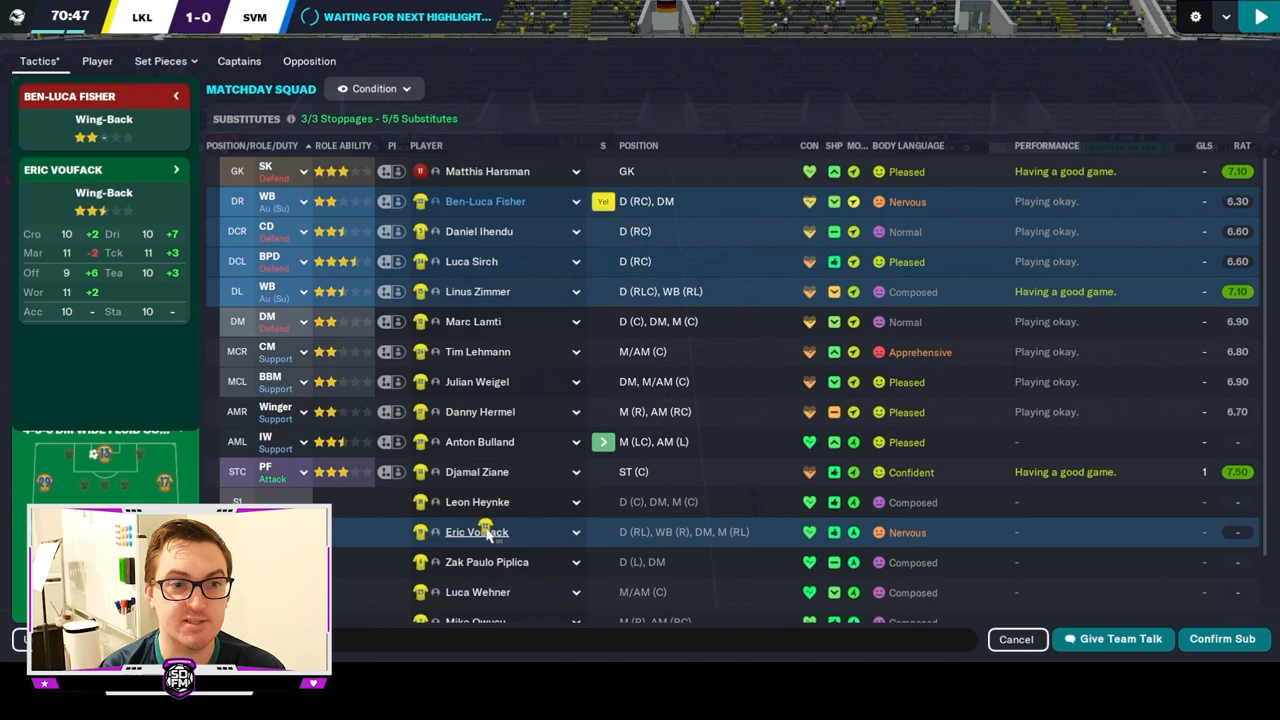 70:47 LKL 1-0 SVM WAITING FOR NEXT HIGHLIGHT...
Tactics* Player Set Pieces Captains Opposition
BEN-LUCA FISHER
Wing-Back
ERIC VOUFACK
Wing-Back
Cro 10 +2 Dri 10 +7
Mar 11 -2 Tck 11 +3
Off 9 +6 Tea 10 +3
Wor 11 +2
Acc 10 - Sta 10 -
MATCHDAY SQUAD Condition
SUBSTITUTES 3/3 Stoppages - 5/5 Substitutes
POSITION/ROLE/DUTY ROLE ABILITY PI PLAYER S POSITION CON SHP MO... BODY LANGUAGE PERFORMANCE GLS RAT
GK SK Defend Matthis Harsman GK Pleased Having a good game. - 7.10
DR WB Au (Su) Ben-Luca Fisher Yel D (RC), DM Nervous Playing okay. - 6.30
DCR CD Defend Daniel Ihendu D (RC) Normal Playing okay. - 6.60
DCL BPD Defend Luca Sirch D (RC) Pleased Playing okay. - 6.60
DL WB Au (Su) Linus Zimmer D (RLC), WB (RL) Composed Having a good game. - 7.10
DM DM Defend Marc Lamti D (C), DM, M (C) Normal Playing okay. - 6.90
MCR CM Support Tim Lehmann M/AM (C) Apprehensive Playing okay. - 6.80
MCL BBM Support Julian Weigel DM, M/AM (C) Pleased Playing okay. - 6.90
AMR Winger Support Danny Hermel M (R), AM (RC) Pleased Playing okay. - 6.70
AML IW Support Anton Bulland M (LC), AM (L) Pleased - - -
STC PF Attack Djamal Ziane ST (C) Confident Having a good game. 1 7.50
S1 Leon Heynke D (C), DM, M (C) Composed - - -
Eric Voufack D (RL), WB (R), DM, M (RL) Nervous - - -
Zak Paulo Piplica D (L), DM Composed - - -
Luca Wehner M/AM (C) Composed - - -
Mike Owusu M (R), AM (RC) Composed
Cancel Give Team Talk Confirm Sub
SDFM